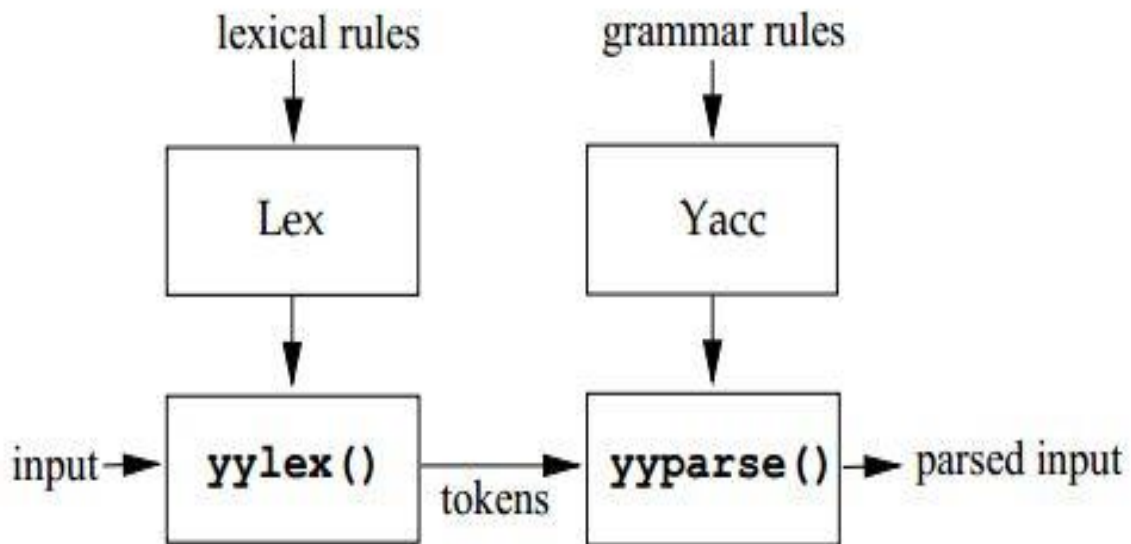 lexical rules
grammar rules
Lex
Yacc
input
yylex()
tokens
yyparse()
parsed input